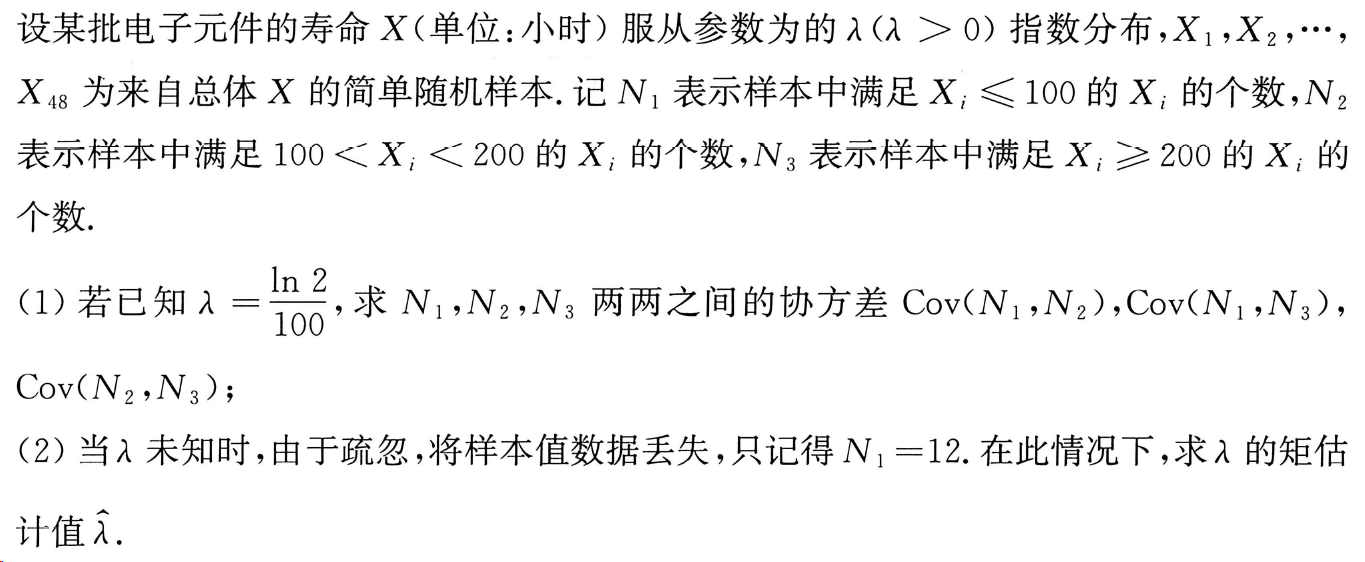 设某批电子元件的寿命 X(单位:小时) 服从参数为的 λ(λ > 0) 指数分布,X₁,X₂,⋯,
X₄₈ 为来自总体 X 的简单随机样本.记 N₁ 表示样本中满足 Xᵢ ⩽ 100 的 Xᵢ 的个数,N₂
表示样本中满足 100 < Xᵢ < 200 的 Xᵢ 的个数,N₃ 表示样本中满足 Xᵢ ⩾ 200 的 Xᵢ 的
个数.
(1) 若已知 λ = ln 2/100,求 N₁,N₂,N₃ 两两之间的协方差 Cov(N₁,N₂),Cov(N₁,N₃),
Cov(N₂,N₃);
(2) 当 λ 未知时,由于疏忽,将样本值数据丢失,只记得 N₁ =12. 在此情况下,求 λ 的矩估
计值 λ̂.